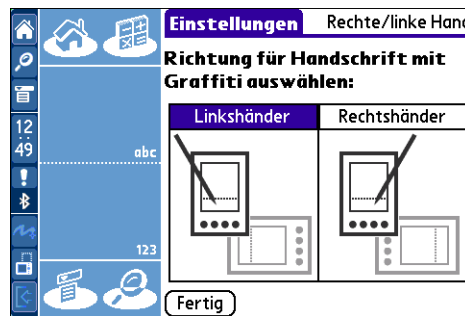 Einstellungen Rechte/linke Hand
Richtung für Handschrift mit
Graffiti auswählen:
Linkshänder Rechtshänder
12
49
abc
123
Fertig